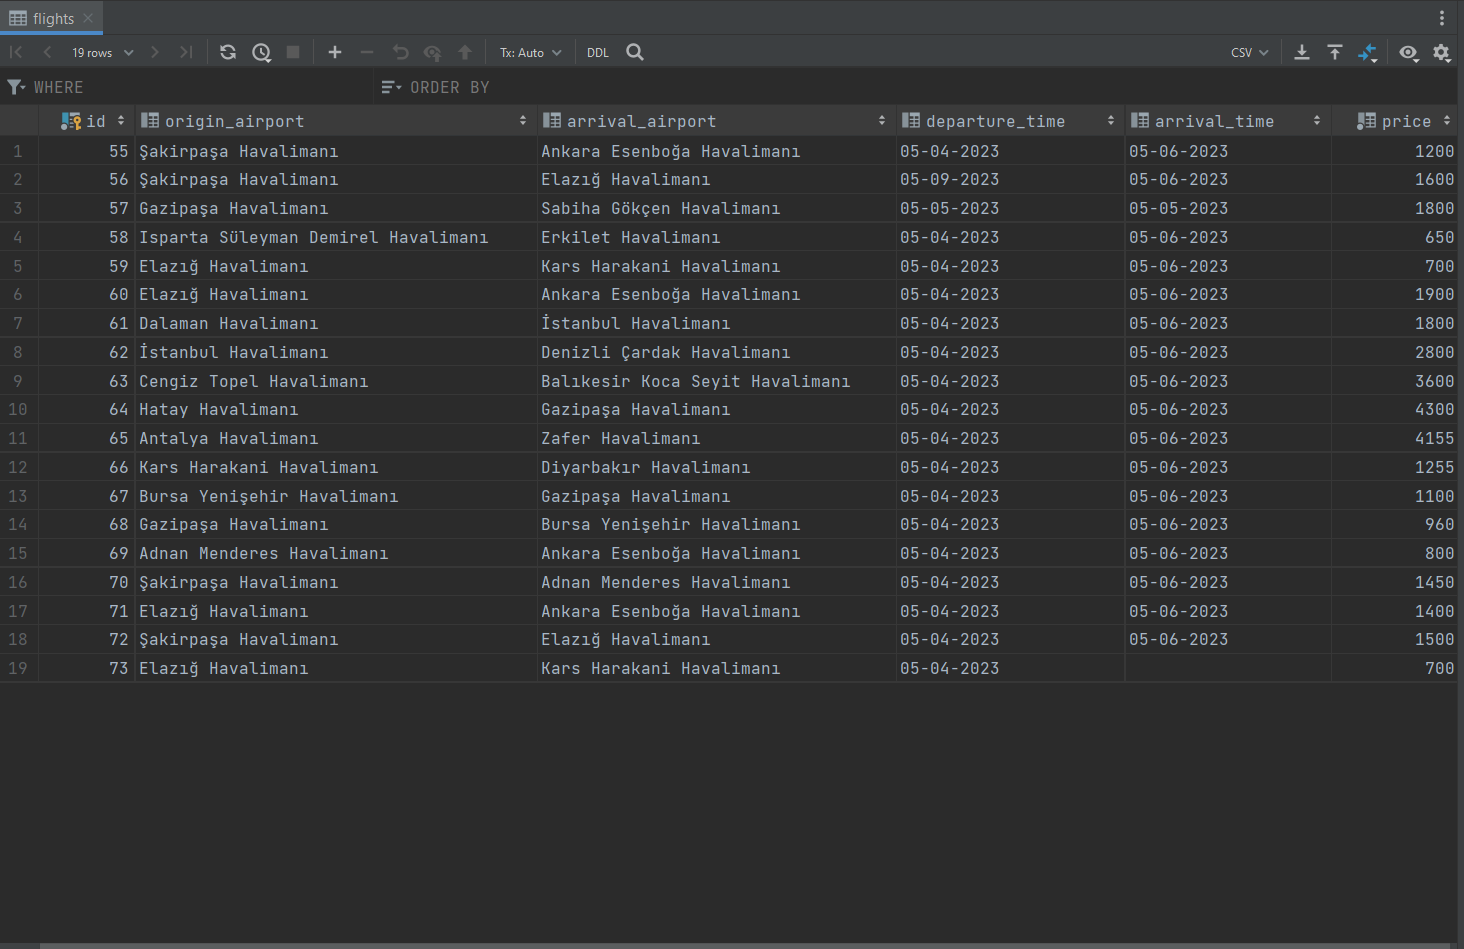 flights
19 rows Tx: Auto DDL CSV
WHERE ORDER BY
id origin_airport arrival_airport departure_time arrival_time price
1 55 Şakirpaşa Havalimanı Ankara Esenboğa Havalimanı 05-04-2023 05-06-2023 1200
2 56 Şakirpaşa Havalimanı Elazığ Havalimanı 05-09-2023 05-06-2023 1600
3 57 Gazipaşa Havalimanı Sabiha Gökçen Havalimanı 05-05-2023 05-05-2023 1800
4 58 Isparta Süleyman Demirel Havalimanı Erkilet Havalimanı 05-04-2023 05-06-2023 650
5 59 Elazığ Havalimanı Kars Harakani Havalimanı 05-04-2023 05-06-2023 700
6 60 Elazığ Havalimanı Ankara Esenboğa Havalimanı 05-04-2023 05-06-2023 1900
7 61 Dalaman Havalimanı İstanbul Havalimanı 05-04-2023 05-06-2023 1800
8 62 İstanbul Havalimanı Denizli Çardak Havalimanı 05-04-2023 05-06-2023 2800
9 63 Cengiz Topel Havalimanı Balıkesir Koca Seyit Havalimanı 05-04-2023 05-06-2023 3600
10 64 Hatay Havalimanı Gazipaşa Havalimanı 05-04-2023 05-06-2023 4300
11 65 Antalya Havalimanı Zafer Havalimanı 05-04-2023 05-06-2023 4155
12 66 Kars Harakani Havalimanı Diyarbakır Havalimanı 05-04-2023 05-06-2023 1255
13 67 Bursa Yenişehir Havalimanı Gazipaşa Havalimanı 05-04-2023 05-06-2023 1100
14 68 Gazipaşa Havalimanı Bursa Yenişehir Havalimanı 05-04-2023 05-06-2023 960
15 69 Adnan Menderes Havalimanı Ankara Esenboğa Havalimanı 05-04-2023 05-06-2023 800
16 70 Şakirpaşa Havalimanı Adnan Menderes Havalimanı 05-04-2023 05-06-2023 1450
17 71 Elazığ Havalimanı Ankara Esenboğa Havalimanı 05-04-2023 05-06-2023 1400
18 72 Şakirpaşa Havalimanı Elazığ Havalimanı 05-04-2023 05-06-2023 1500
19 73 Elazığ Havalimanı Kars Harakani Havalimanı 05-04-2023 700